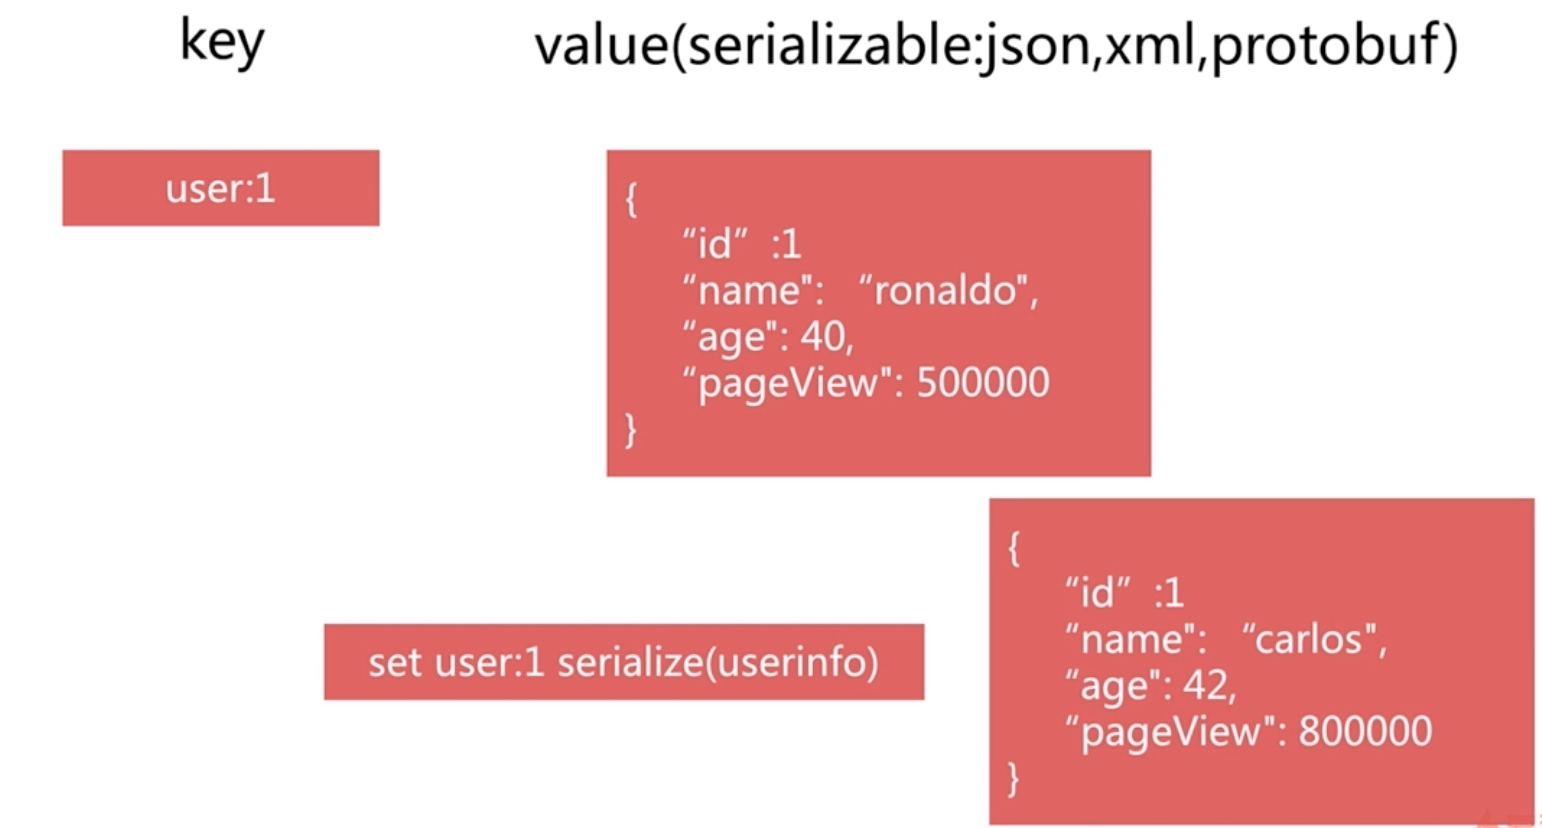 key
value(serializable:json,xml,protobuf)
user:1
{
“id” :1
“name": “ronaldo",
“age": 40,
“pageView": 500000
}
set user:1 serialize(userinfo)
{
“id” :1
“name": “carlos",
“age": 42,
“pageView": 800000
}